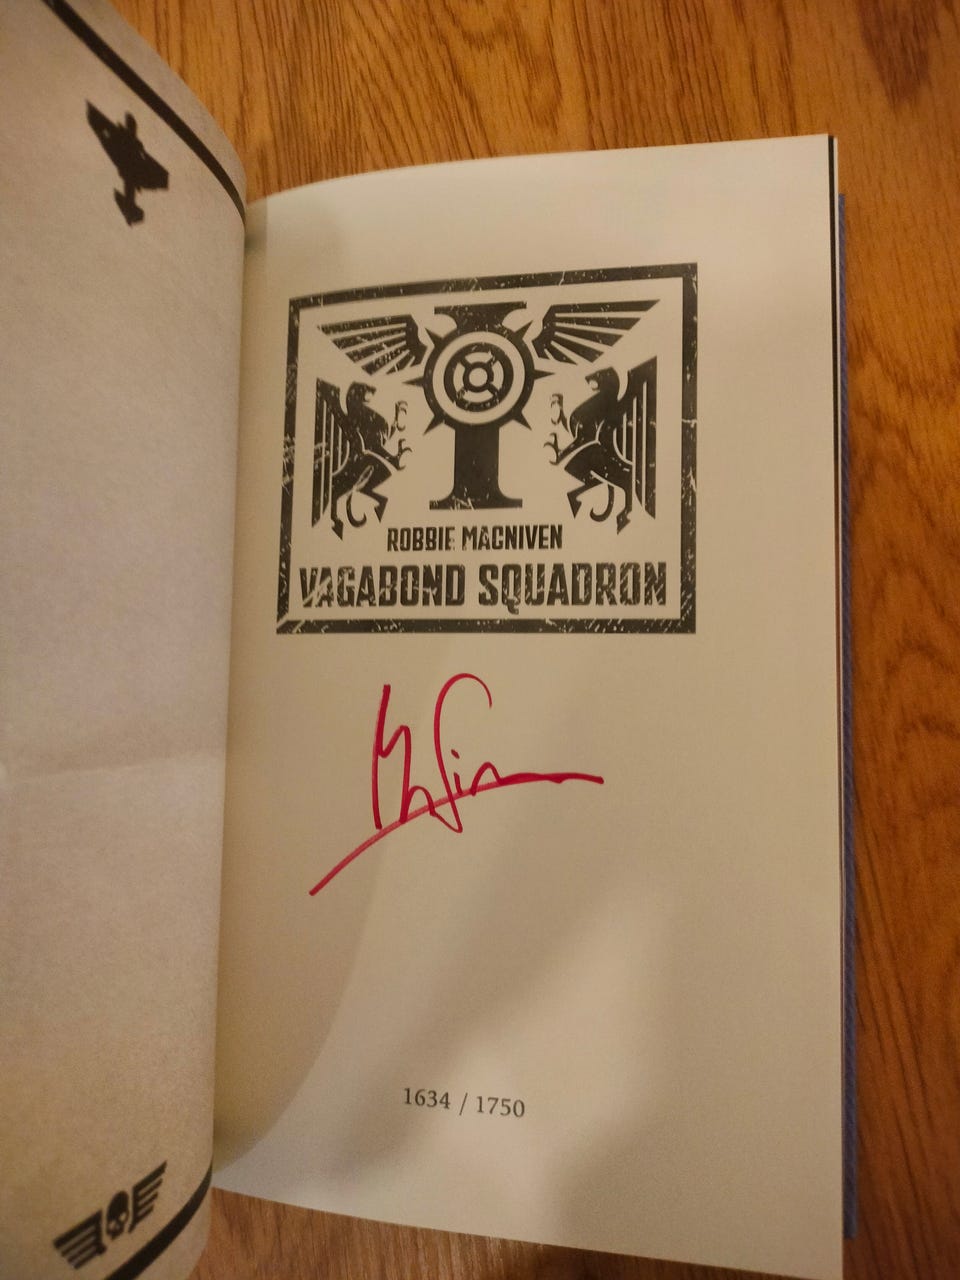 ROBBIE MACNIVEN
VAGABOND SQUADRON
1634 / 1750